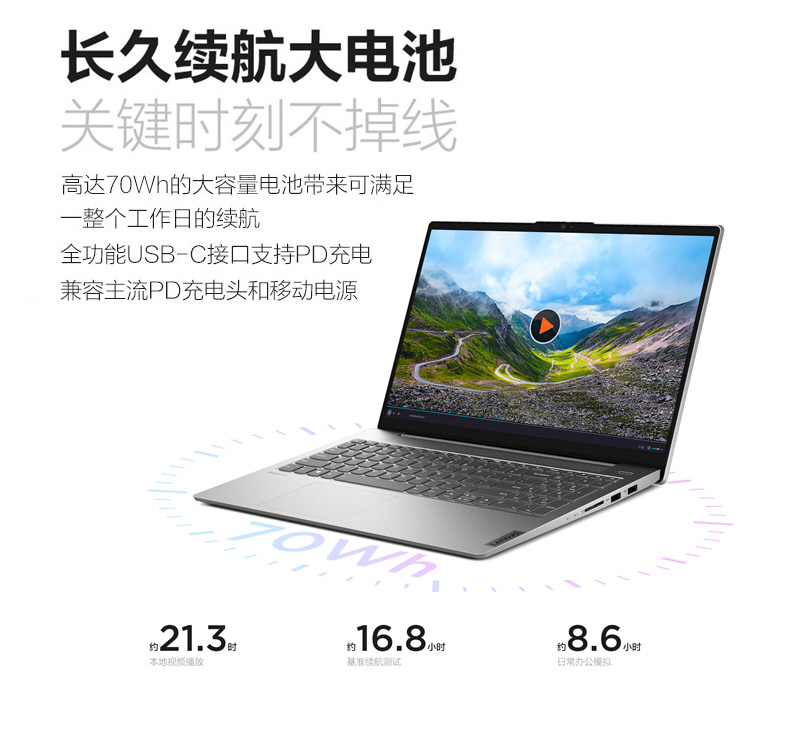 长久续航大电池
关键时刻不掉线
高达70Wh的大容量电池带来可满足
一整个工作日的续航
全功能USB-C接口支持PD充电
兼容主流PD充电头和移动电源
70Wh
约21.3时
本地视频播放
约16.8小时
基准续航测试
约8.6小时
日常办公模拟